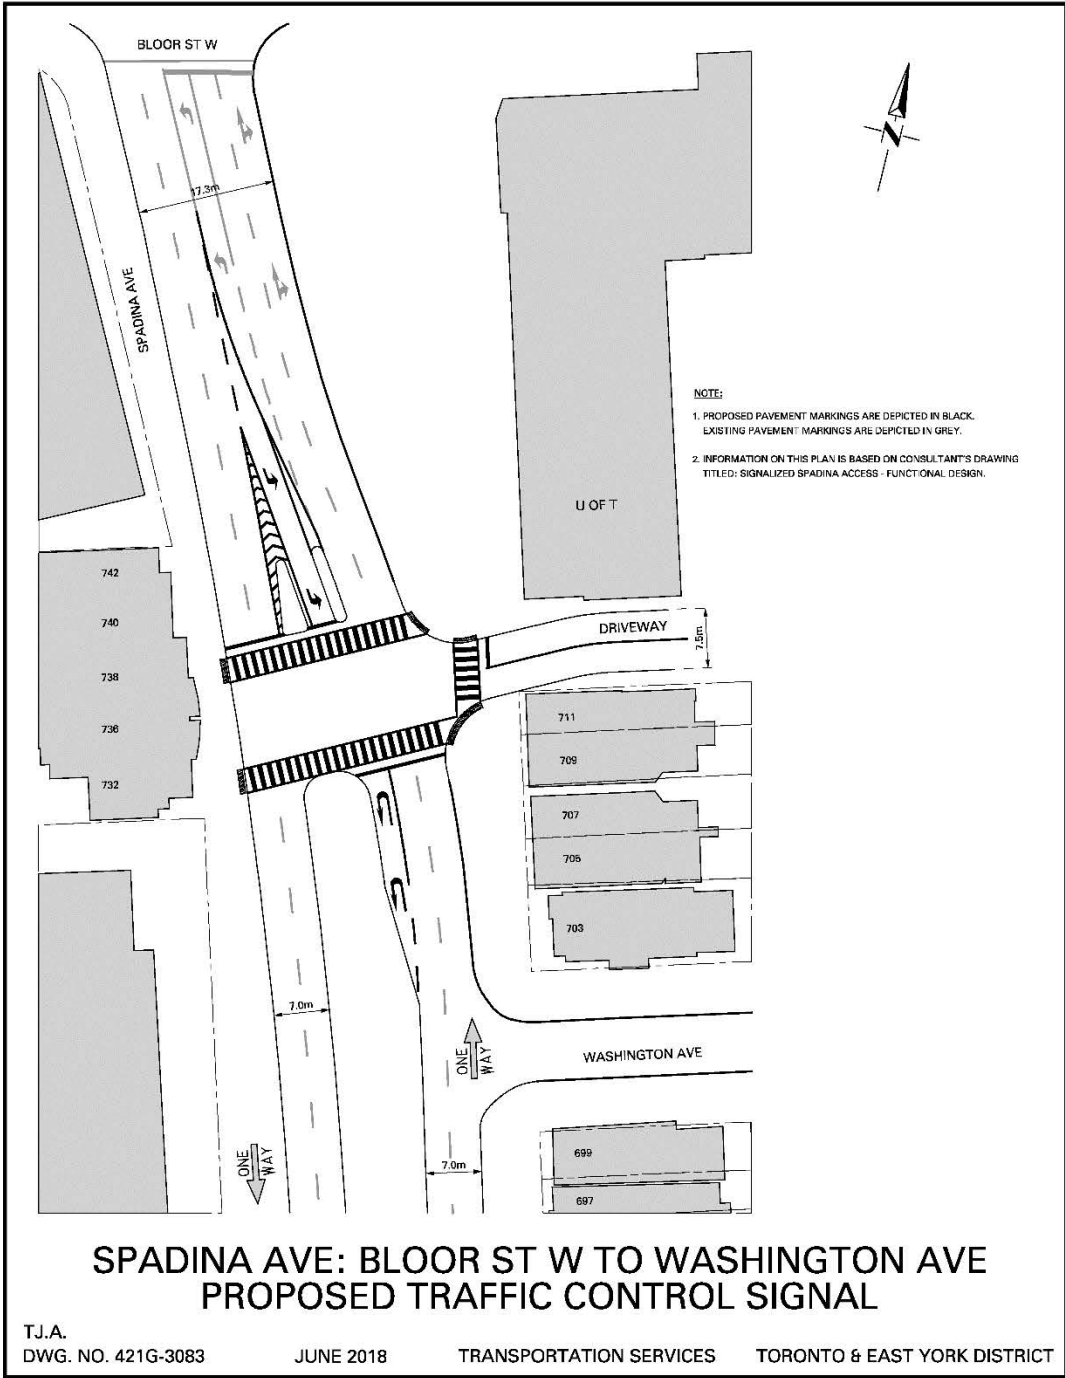 BLOOR ST W
17.3m
SPADINA AVE
N
NOTE:
1. PROPOSED PAVEMENT MARKINGS ARE DEPICTED IN BLACK.
EXISTING PAVEMENT MARKINGS ARE DEPICTED IN GREY.
2. INFORMATION ON THIS PLAN IS BASED ON CONSULTANT'S DRAWING
TITLED: SIGNALIZED SPADINA ACCESS - FUNCTIONAL DESIGN.
U OF T
742
740
738
736
732
DRIVEWAY
7.5m
711
709
707
705
703
7.0m
ONE
WAY
WASHINGTON AVE
ONE
WAY
7.0m
699
697
SPADINA AVE: BLOOR ST W TO WASHINGTON AVE
PROPOSED TRAFFIC CONTROL SIGNAL
T.J.A.
DWG. NO. 421G-3083 JUNE 2018 TRANSPORTATION SERVICES TORONTO & EAST YORK DISTRICT